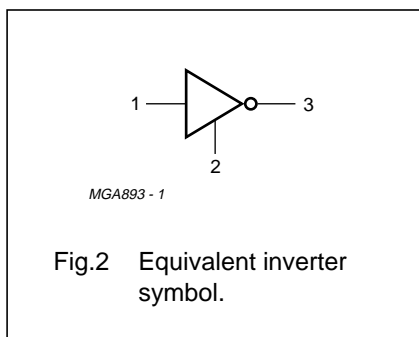 1
3
2
MGA893 - 1
Fig.2 Equivalent inverter
symbol.